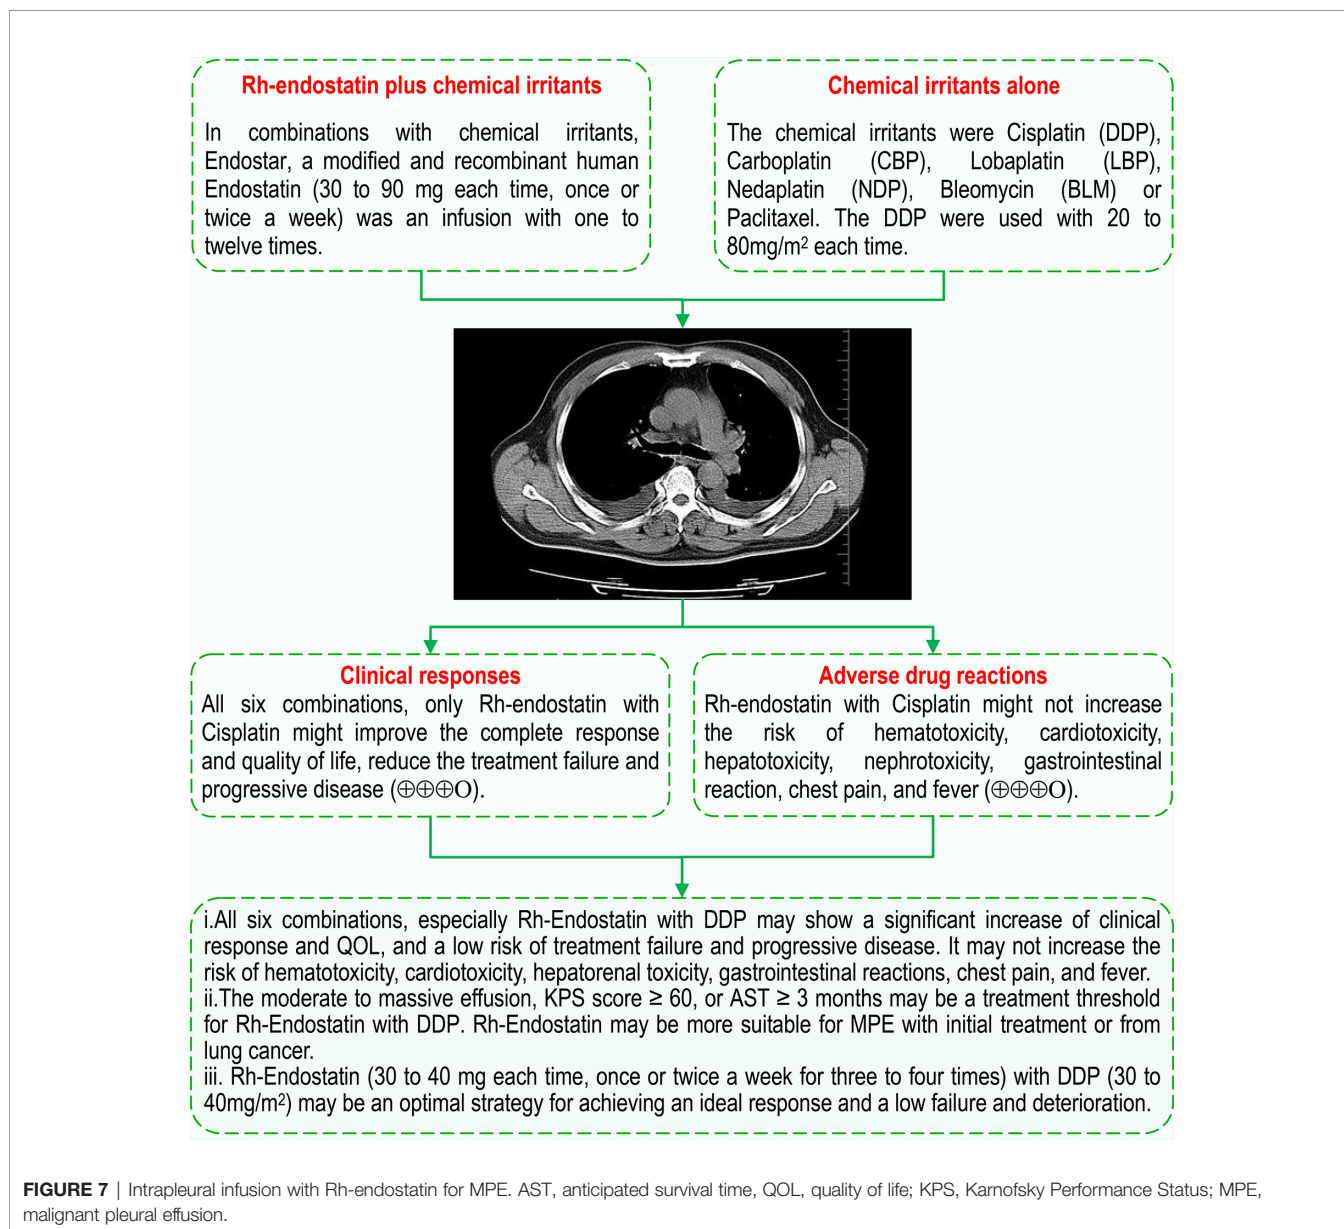 Rh-endostatin plus chemical irritants
In combinations with chemical irritants,
Endostar, a modified and recombinant human
Endostatin (30 to 90 mg each time, once or
twice a week) was an infusion with one to
twelve times.
Chemical irritants alone
The chemical irritants were Cisplatin (DDP),
Carboplatin (CBP), Lobaplatin (LBP),
Nedaplatin (NDP), Bleomycin (BLM) or
Paclitaxel. The DDP were used with 20 to
80mg/m² each time.
Clinical responses
All six combinations, only Rh-endostatin with
Cisplatin might improve the complete response
and quality of life, reduce the treatment failure and
progressive disease (⊕⊕⊕O).
Adverse drug reactions
Rh-endostatin with Cisplatin might not increase
the risk of hematotoxicity, cardiotoxicity,
hepatotoxicity, nephrotoxicity, gastrointestinal
reaction, chest pain, and fever (⊕⊕⊕O).
i.All six combinations, especially Rh-Endostatin with DDP may show a significant increase of clinical
response and QOL, and a low risk of treatment failure and progressive disease. It may not increase the
risk of hematotoxicity, cardiotoxicity, hepatorenal toxicity, gastrointestinal reactions, chest pain, and fever.
ii.The moderate to massive effusion, KPS score ≥ 60, or AST ≥ 3 months may be a treatment threshold
for Rh-Endostatin with DDP. Rh-Endostatin may be more suitable for MPE with initial treatment or from
lung cancer.
iii. Rh-Endostatin (30 to 40 mg each time, once or twice a week for three to four times) with DDP (30 to
40mg/m²) may be an optimal strategy for achieving an ideal response and a low failure and deterioration.
FIGURE 7 | Intrapleural infusion with Rh-endostatin for MPE. AST, anticipated survival time, QOL, quality of life; KPS, Karnofsky Performance Status; MPE,
malignant pleural effusion.